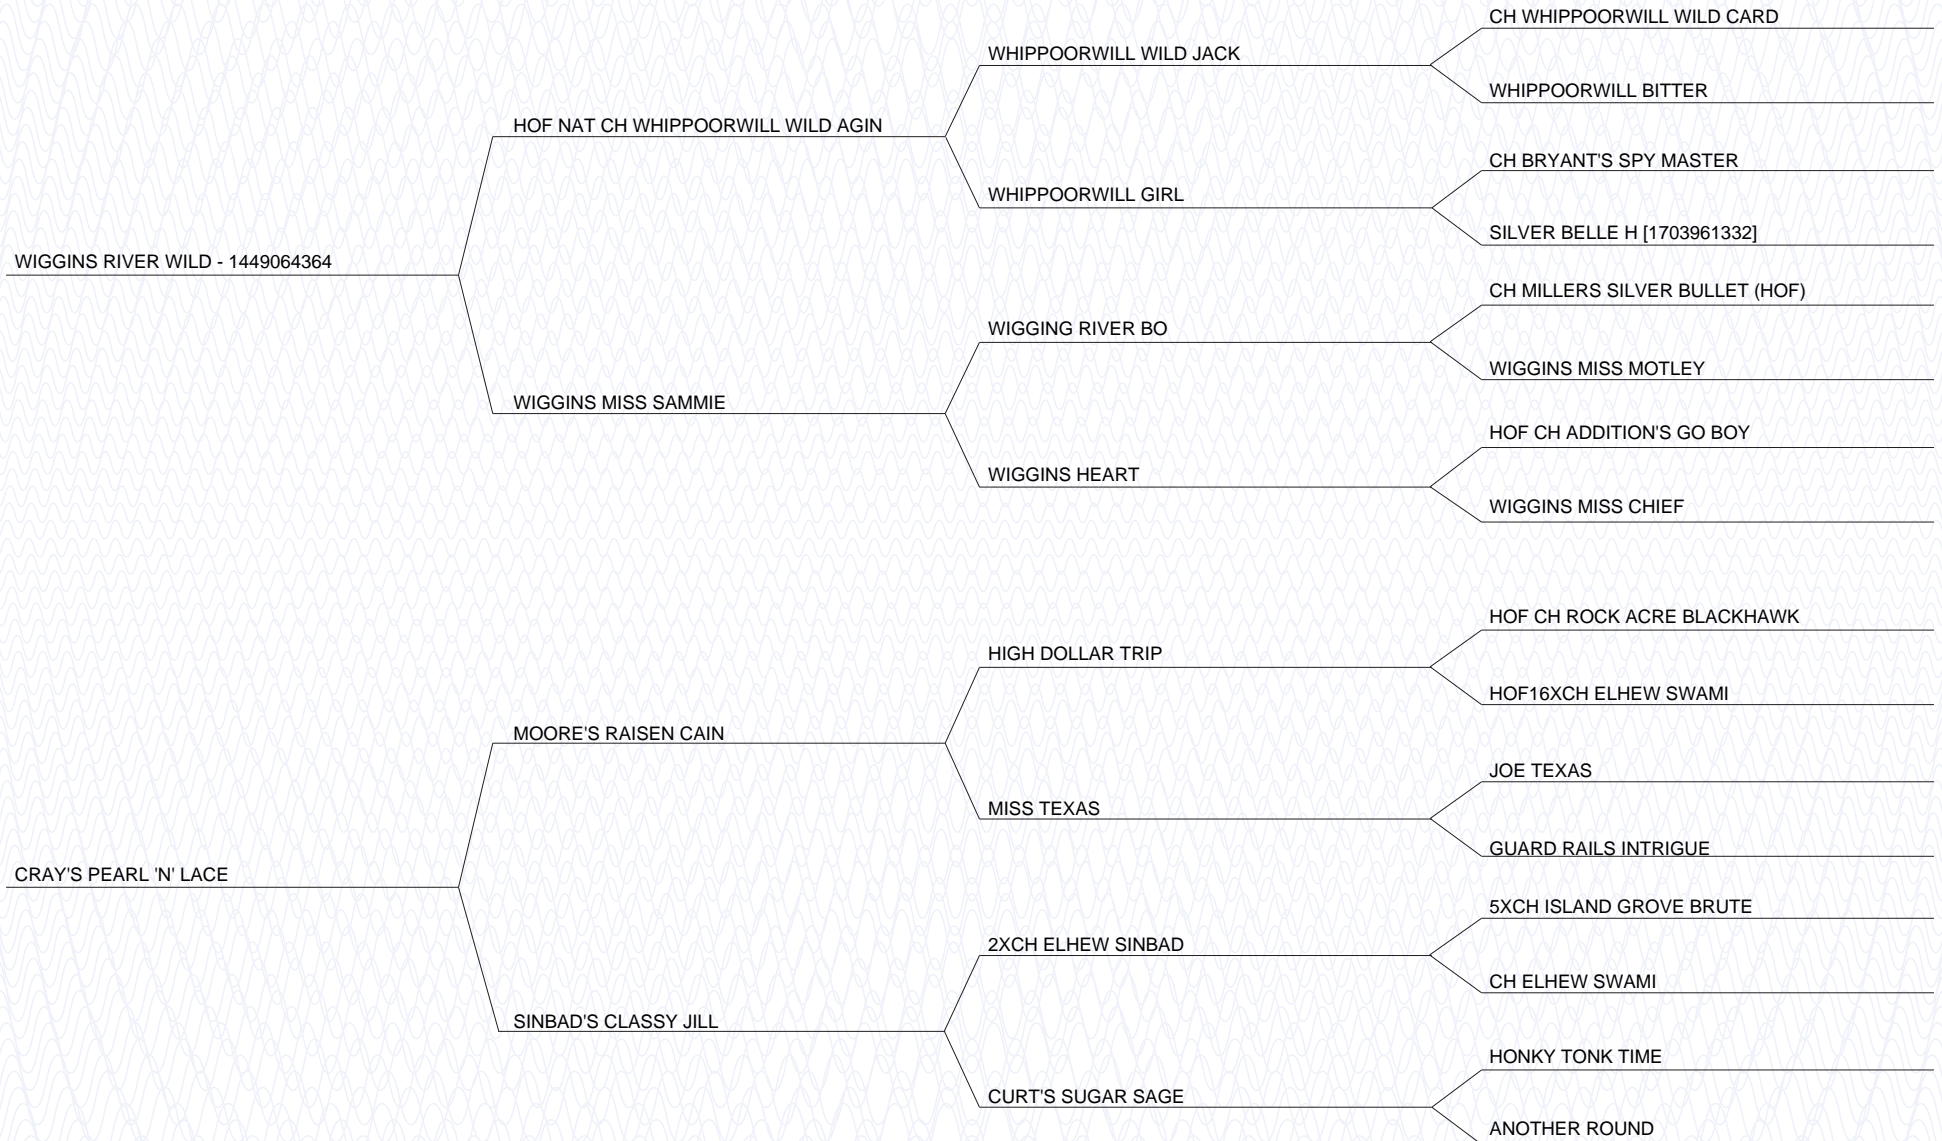 CH WHIPPOORWILL WILD CARD
WHIPPOORWILL WILD JACK
WHIPPOORWILL BITTER
HOF NAT CH WHIPPOORWILL WILD AGIN
CH BRYANT'S SPY MASTER
WHIPPOORWILL GIRL
SILVER BELLE H [1703961332]
WIGGINS RIVER WILD - 1449064364
CH MILLERS SILVER BULLET (HOF)
WIGGING RIVER BO
WIGGINS MISS MOTLEY
WIGGINS MISS SAMMIE
HOF CH ADDITION'S GO BOY
WIGGINS HEART
WIGGINS MISS CHIEF
HOF CH ROCK ACRE BLACKHAWK
HIGH DOLLAR TRIP
HOF16XCH ELHEW SWAMI
MOORE'S RAISEN CAIN
JOE TEXAS
MISS TEXAS
GUARD RAILS INTRIGUE
CRAY'S PEARL 'N' LACE
5XCH ISLAND GROVE BRUTE
2XCH ELHEW SINBAD
CH ELHEW SWAMI
SINBAD'S CLASSY JILL
HONKY TONK TIME
CURT'S SUGAR SAGE
ANOTHER ROUND